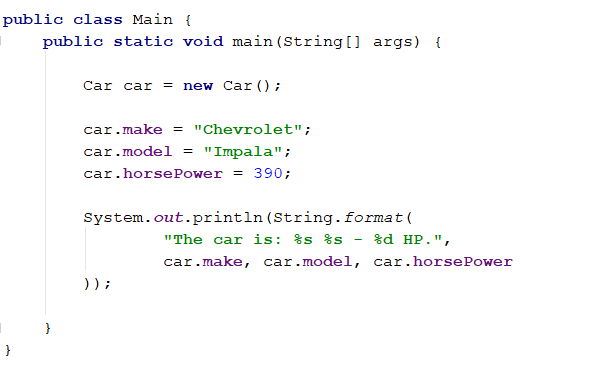 public class Main {
    public static void main(String[] args) {
        Car car = new Car();
        car.make = "Chevrolet";
        car.model = "Impala";
        car.horsePower = 390;
        System.out.println(String.format(
                "The car is: %s %s - %d HP.",
                car.make, car.model, car.horsePower
        ));
    }
}